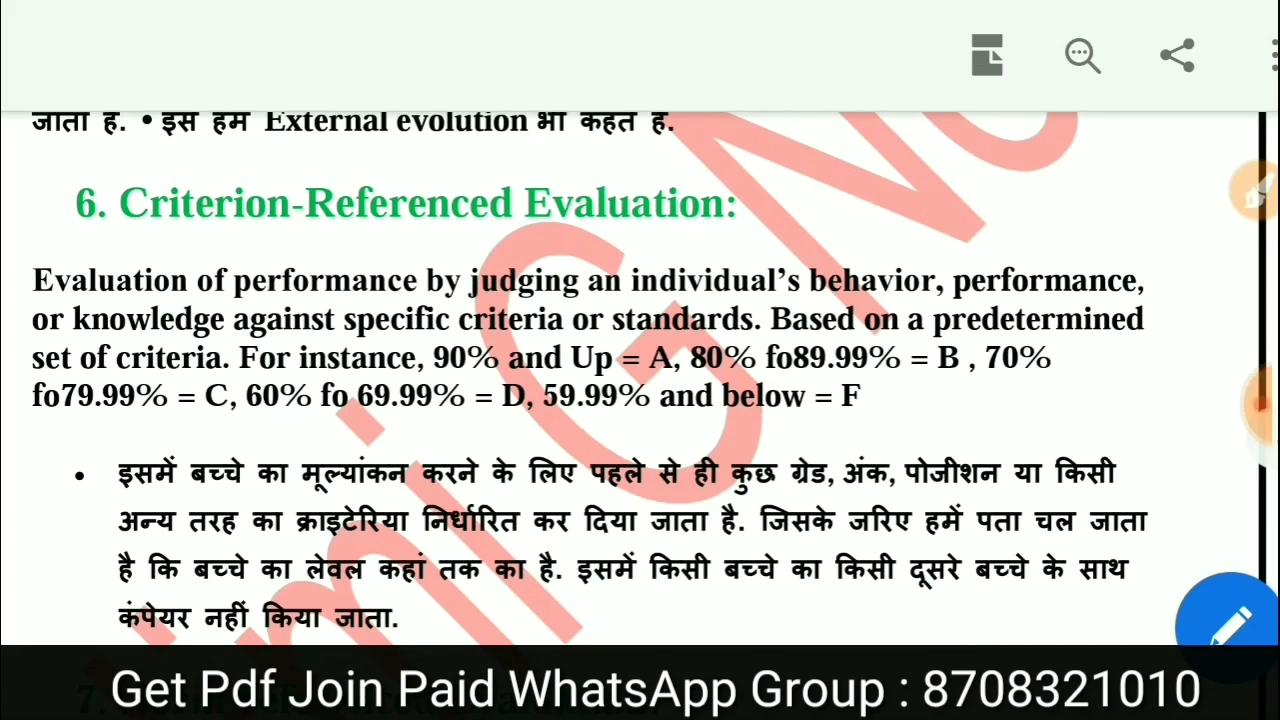 जाता है. • इसे हम External evolution भी कहते हैं.
6. Criterion-Referenced Evaluation:
Evaluation of performance by judging an individual’s behavior, performance,
or knowledge against specific criteria or standards. Based on a predetermined
set of criteria. For instance, 90% and Up = A, 80% fo89.99% = B , 70%
fo79.99% = C, 60% fo 69.99% = D, 59.99% and below = F
• इसमें बच्चे का मूल्यांकन करने के लिए पहले से ही कुछ ग्रेड, अंक, पोजीशन या किसी
अन्य तरह का क्राइटेरिया निर्धारित कर दिया जाता है. जिसके जरिए हमें पता चल जाता
है कि बच्चे का लेवल कहां तक का है. इसमें किसी बच्चे का किसी दूसरे बच्चे के साथ
कंपेयर नहीं किया जाता.
7.
Get Pdf Join Paid WhatsApp Group : 8708321010